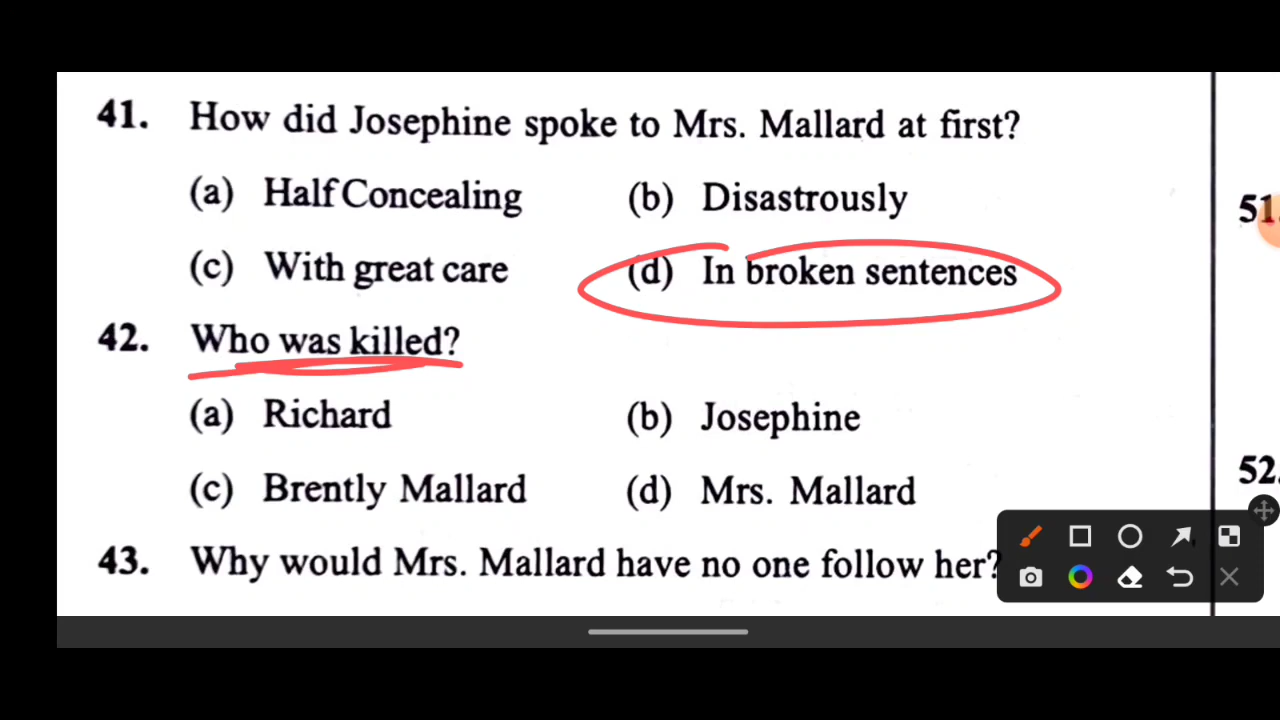 41. How did Josephine spoke to Mrs. Mallard at first?
(a) Half Concealing (b) Disastrously
51.
(c) With great care (d) In broken sentences
42. Who was killed?
(a) Richard (b) Josephine
(c) Brently Mallard (d) Mrs. Mallard
52.
43. Why would Mrs. Mallard have no one follow her?